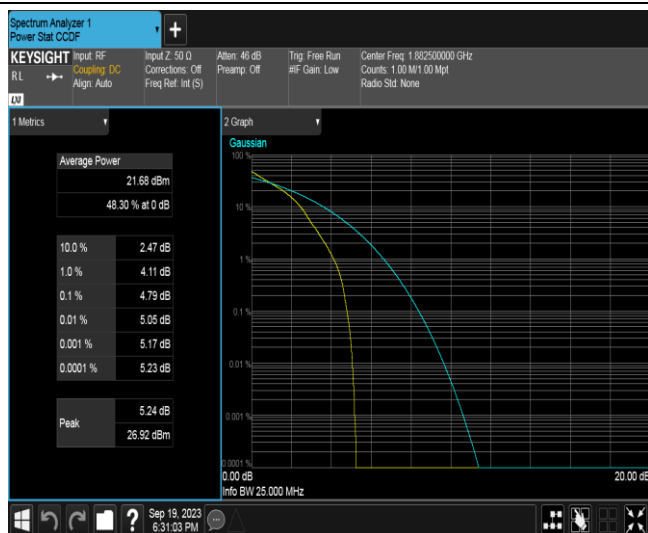 Spectrum Analyzer 1
Power Stat CCDF
+
KEYSIGHT
RL
LXI
Input: RF
Coupling: DC
Align: Auto
Input Z: 50 Ω
Corrections: Off
Freq Ref: Int (S)
Atten: 46 dB
Preamp: Off
Trig: Free Run
#IF Gain: Low
Center Freq: 1.882500000 GHz
Counts: 1.00 M/1.00 Mpt
Radio Std: None
1 Metrics
Average Power
21.68 dBm
48.30 % at 0 dB
10.0 % 2.47 dB
1.0 % 4.11 dB
0.1 % 4.79 dB
0.01 % 5.05 dB
0.001 % 5.17 dB
0.0001 % 5.23 dB
Peak
5.24 dB
26.92 dBm
2 Graph
Gaussian
100 %
10 %
1 %
0.1 %
0.01 %
0.001 %
0.0001 %
0.00 dB
20.00 dB
Info BW 25.000 MHz
?
Sep 19, 2023
6:31:03 PM